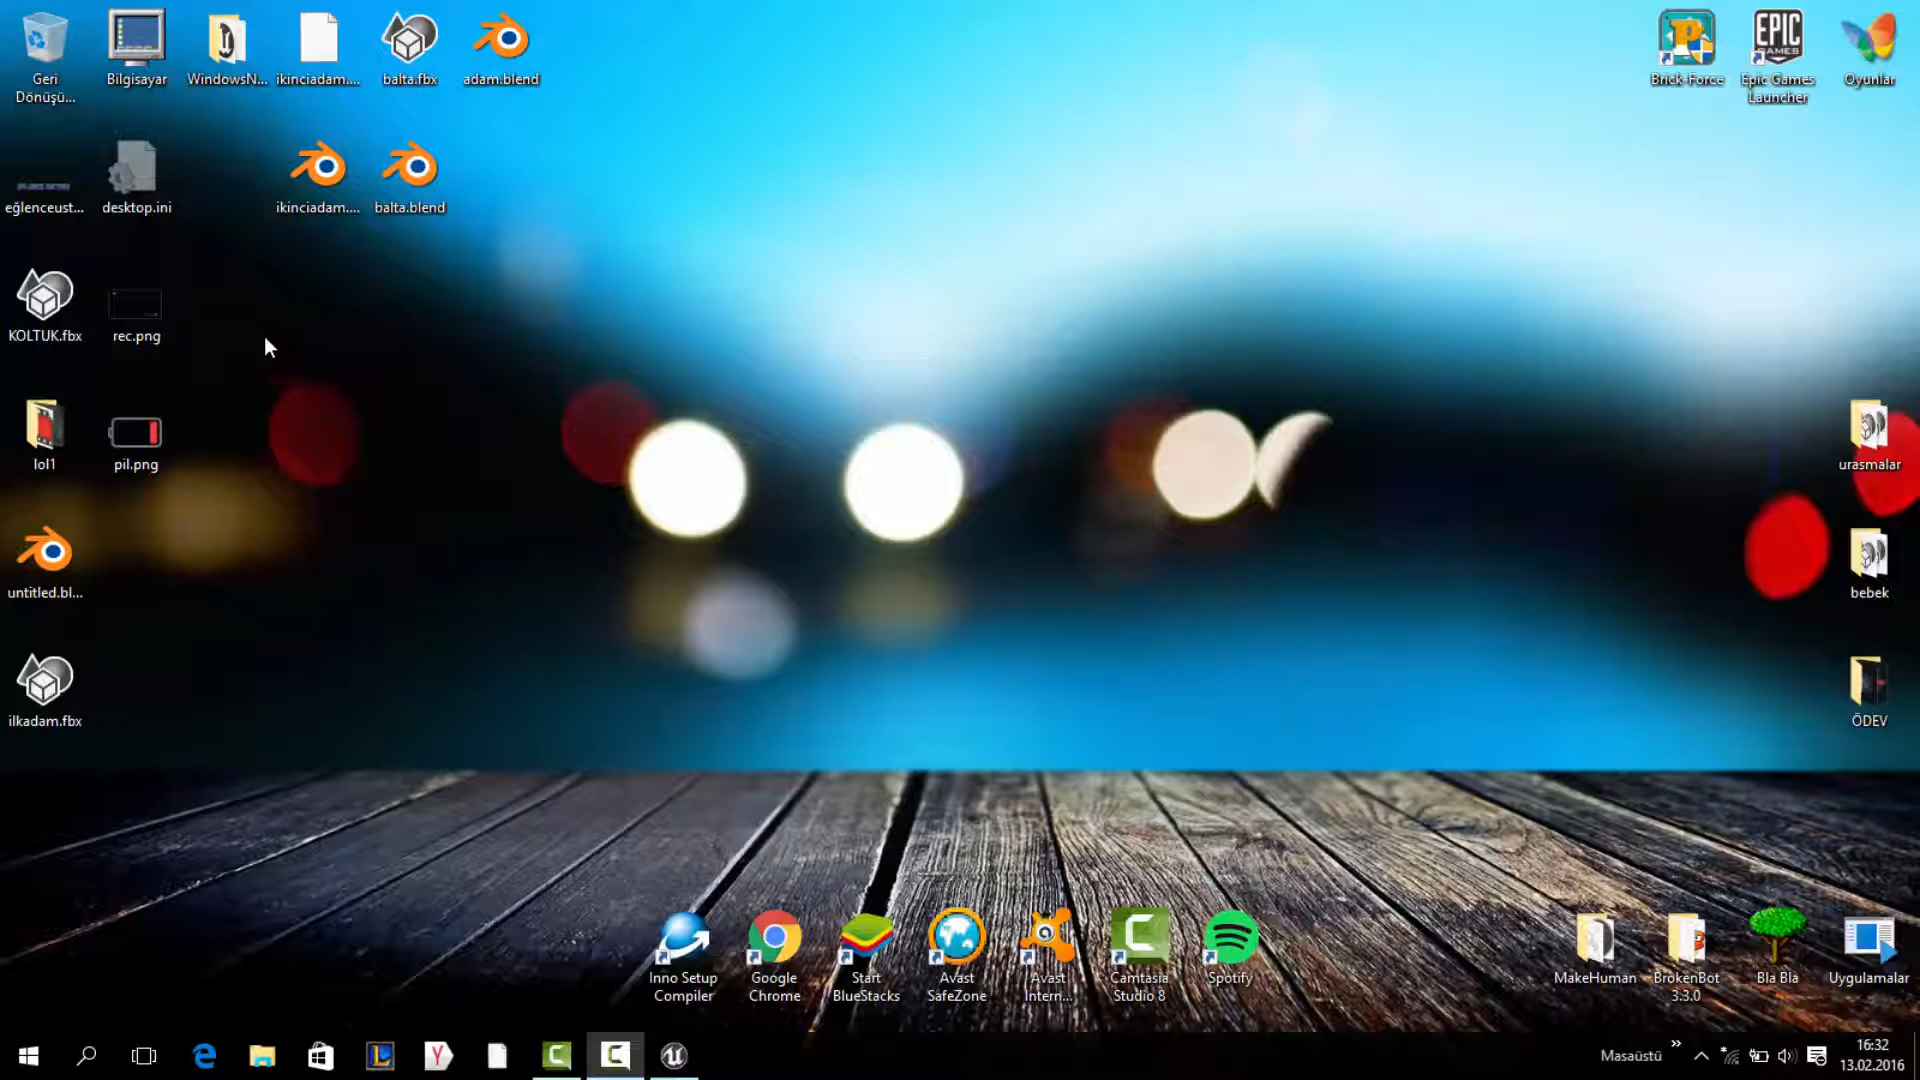 Geri
Dönüşü...
Bilgisayar
WindowsN...
ikinciadam....
balta.fbx
adam.blend
Brick-Force
EPIC
GAMES
Epic Games
Launcher
Oyunlar
eğlenceust...
desktop.ini
ikinciadam....
balta.blend
KOLTUK.fbx
rec.png
lol1
pil.png
urasmalar
untitled.bl...
bebek
ilkadam.fbx
ÖDEV
Inno Setup
Compiler
Google
Chrome
Start
BlueStacks
Avast
SafeZone
Avast
Intern...
Camtasia
Studio 8
Spotify
MakeHuman
BrokenBot
3.3.0
Bla Bla
Uygulamalar
Masaüstü
16:32
13.02.2016